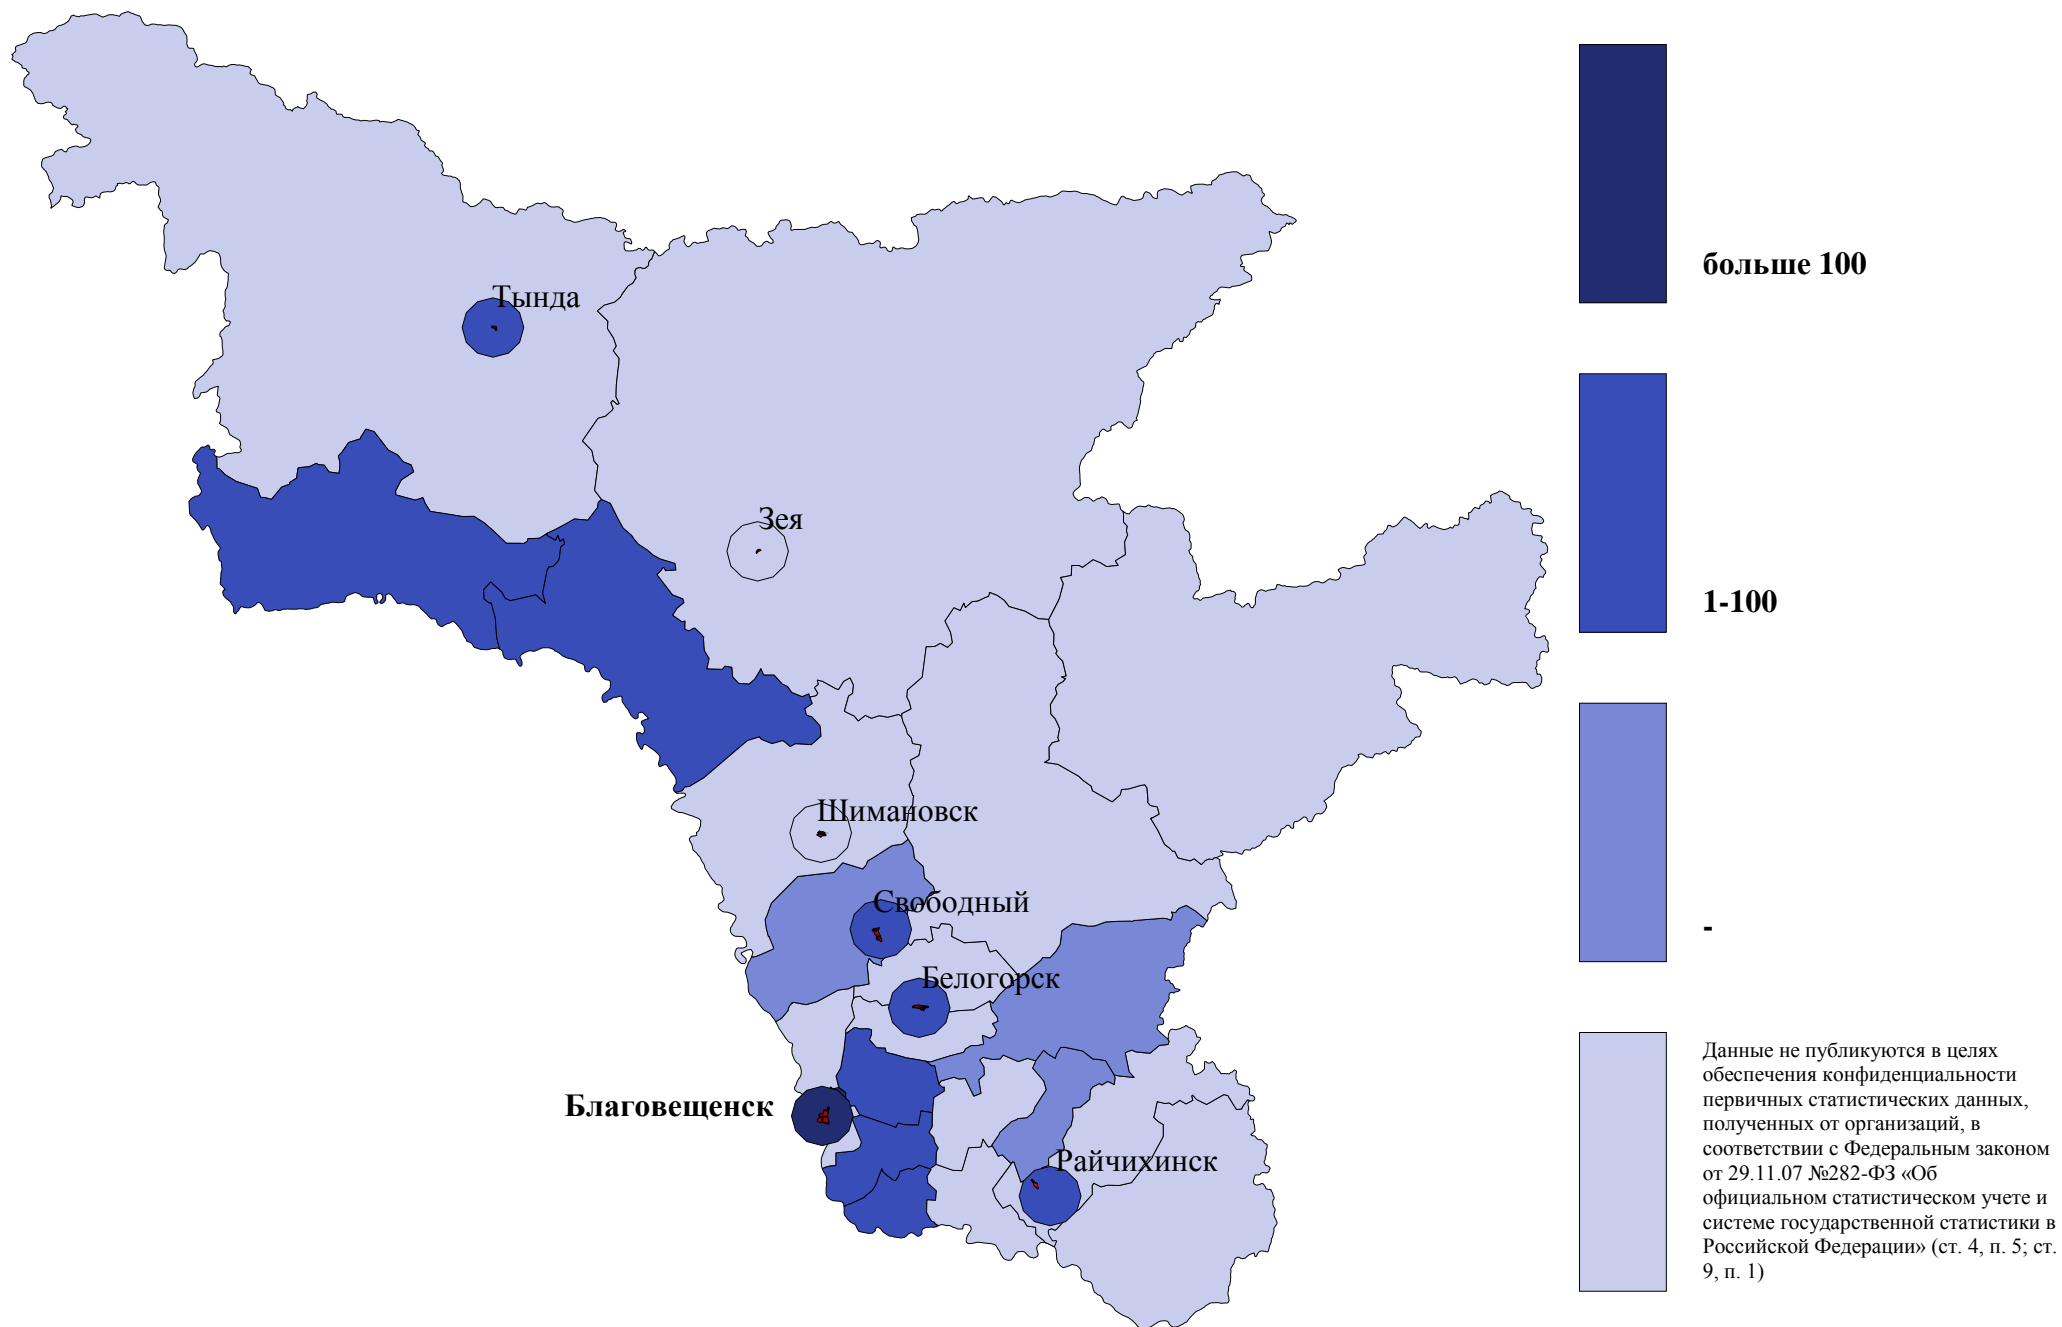 Тында
Зея
Шимановск
Свободный
Белогорск
Благовещенск
Райчихинск
больше 100
1-100
-
Данные не публикуются в целях
обеспечения конфиденциальности
первичных статистических данных,
полученных от организаций, в
соответствии с Федеральным законом
от 29.11.07 №282-ФЗ «Об
официальном статистическом учете и
системе государственной статистики в
Российской Федерации» (ст. 4, п. 5; ст.
9, п. 1)